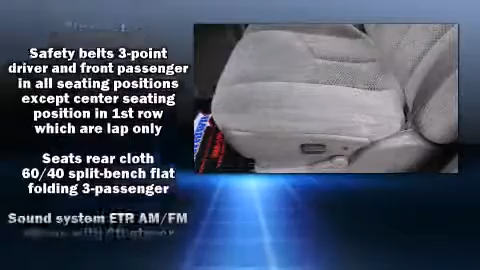 Safety belts 3-point
driver and front passenger
in all seating positions
except center seating
position in 1st row
which are lap only
Seats rear cloth
60/40 split-bench flat
folding 3-passenger
Sound system ETR AM/FM